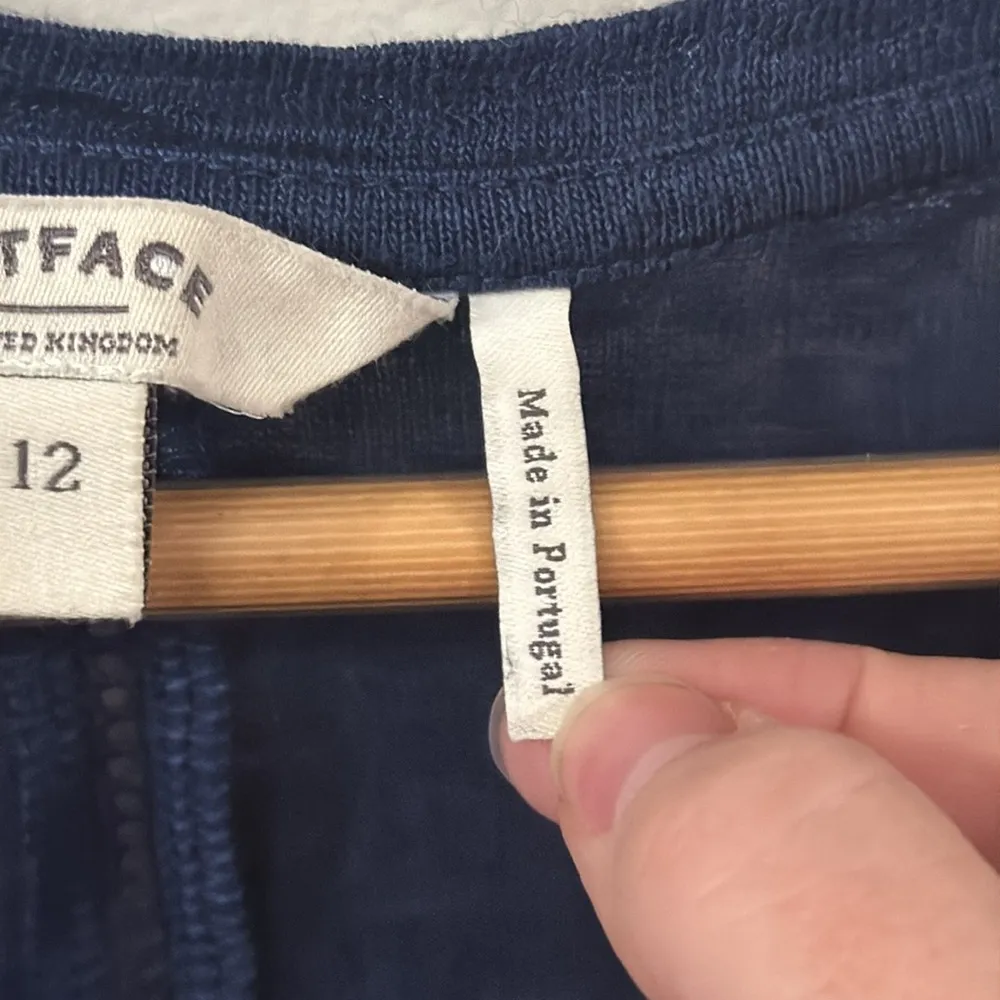 TFACE
ED KINGDOM
12
Made in Portugal